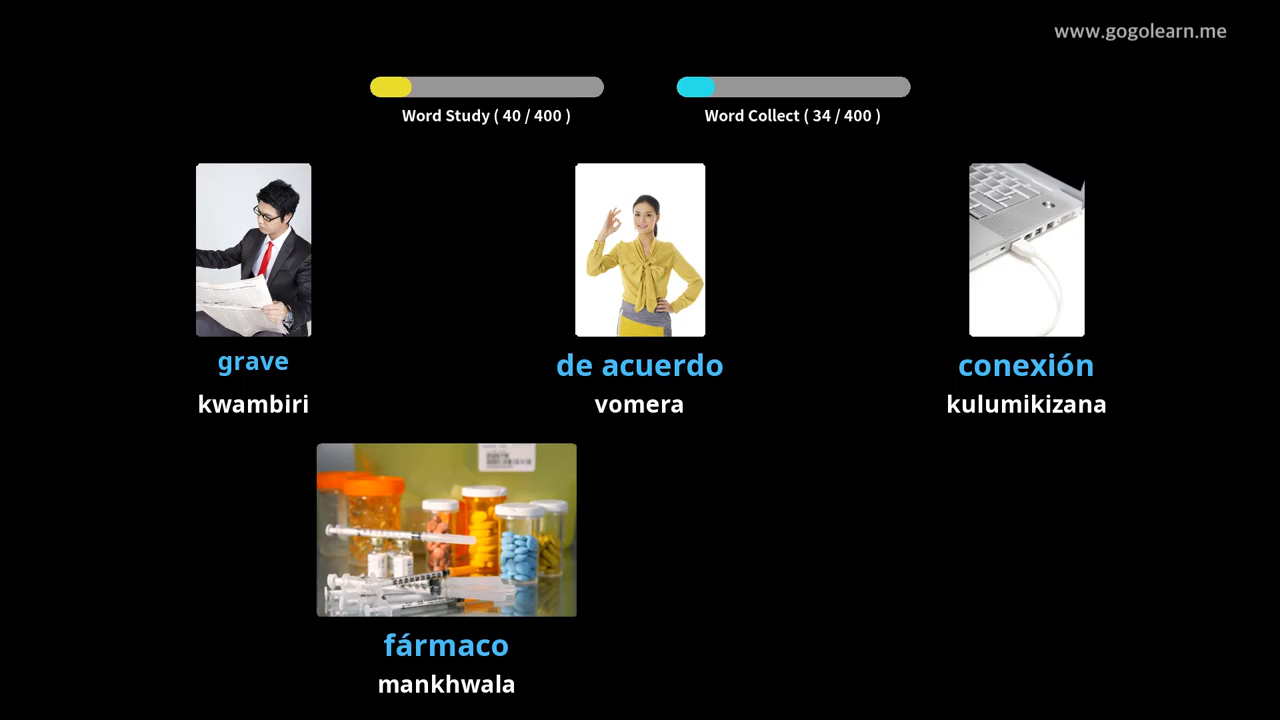 www.gogolearn.me
Word Study ( 40 / 400 )
Word Collect ( 34 / 400 )
grave
kwambiri
de acuerdo
vomera
conexión
kulumikizana
fármaco
mankhwala